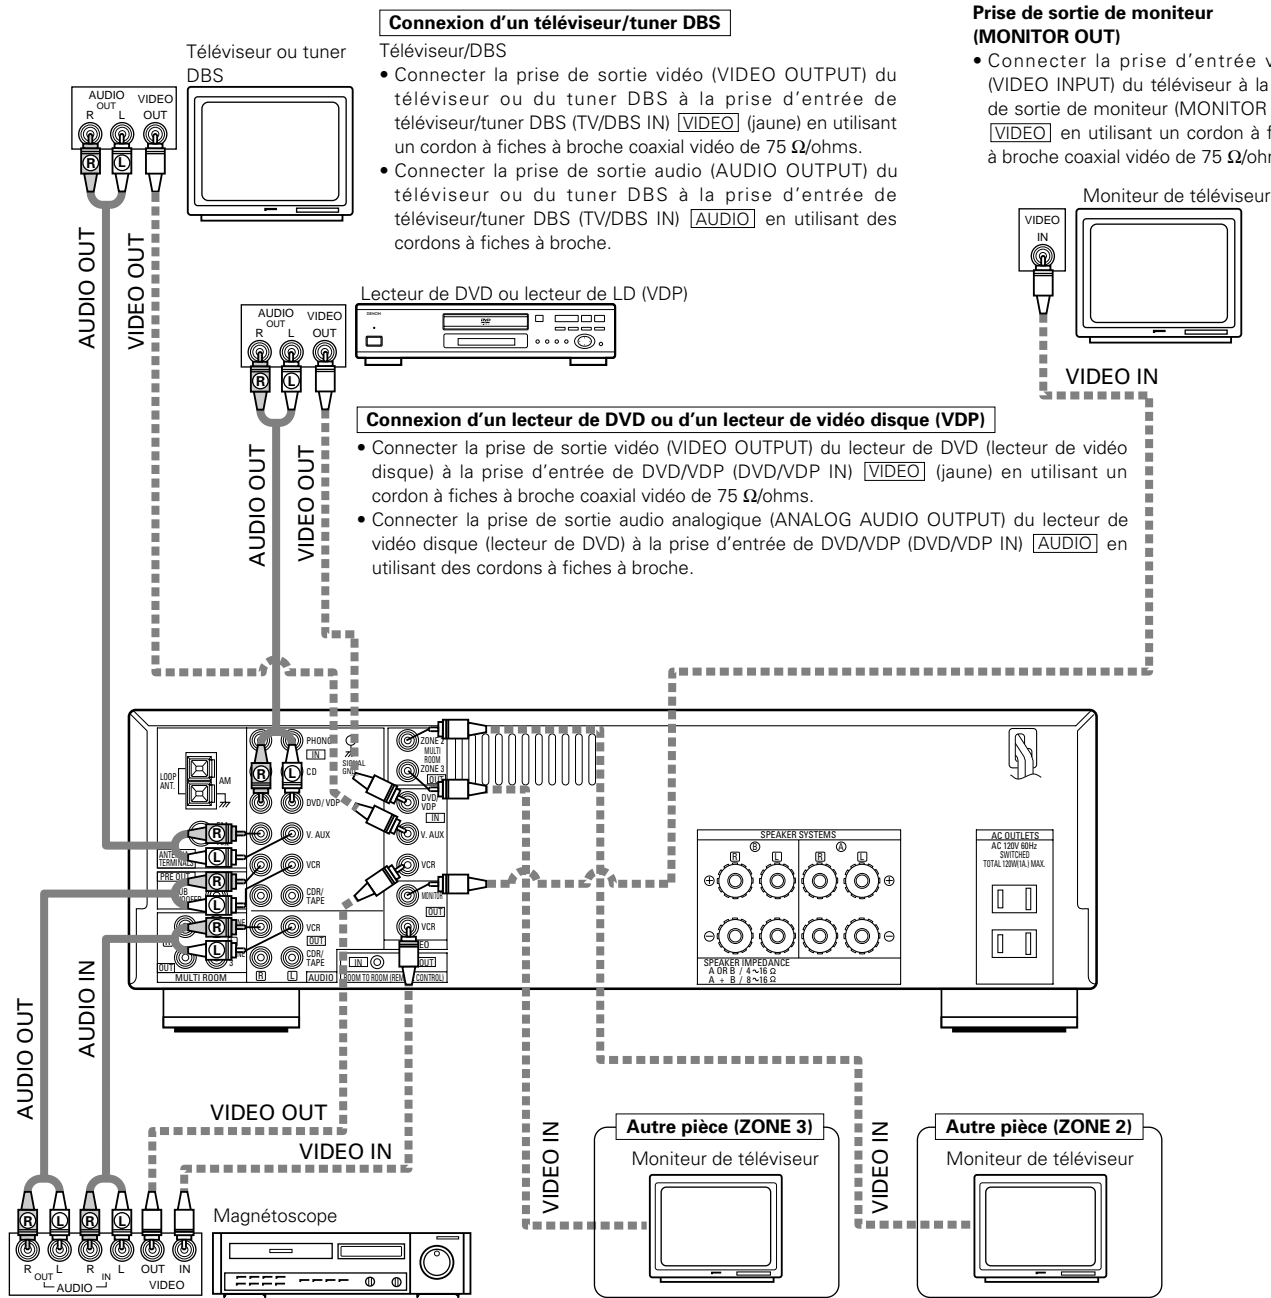 Connexion d'un téléviseur/tuner DBS
Téléviseur/DBS
• Connecter la prise de sortie vidéo (VIDEO OUTPUT) du
téléviseur ou du tuner DBS à la prise d'entrée de
téléviseur/tuner DBS (TV/DBS IN) VIDEO (jaune) en utilisant
un cordon à fiches à broche coaxial vidéo de 75 Ω/ohms.
• Connecter la prise de sortie audio (AUDIO OUTPUT) du
téléviseur ou du tuner DBS à la prise d'entrée de
téléviseur/tuner DBS (TV/DBS IN) AUDIO en utilisant des
cordons à fiches à broche.
Prise de sortie de moniteur
(MONITOR OUT)
• Connecter la prise d'entrée
(VIDEO INPUT) du téléviseur à la
de sortie de moniteur (MONITOR
VIDEO en utilisant un cordon à
à broche coaxial vidéo de 75
Téléviseur ou tuner
DBS
AUDIO
OUT
R L
VIDEO
OUT
R L
AUDIO OUT
VIDEO OUT
Moniteur de téléviseur
VIDEO
IN
VIDEO IN
Lecteur de DVD ou lecteur de LD (VDP)
AUDIO
OUT
R L
VIDEO
OUT
DENON
R L
AUDIO OUT
VIDEO OUT
Connexion d'un lecteur de DVD ou d'un lecteur de vidéo disque (VDP)
• Connecter la prise de sortie vidéo (VIDEO OUTPUT) du lecteur de DVD (lecteur de vidéo
disque) à la prise d'entrée de DVD/VDP (DVD/VDP IN) VIDEO (jaune) en utilisant un
cordon à fiches à broche coaxial vidéo de 75 Ω/ohms.
• Connecter la prise de sortie audio analogique (ANALOG AUDIO OUTPUT) du lecteur de
vidéo disque (lecteur de DVD) à la prise d'entrée de DVD/VDP (DVD/VDP IN) AUDIO en
utilisant des cordons à fiches à broche.
LOOP
ANT.
AM
TERMINALS
PRE OUT
OUT
MULTI ROOM
PHONO
IN
CD
DVD/VDP
V. AUX
VCR
CDR/
TAPE
VCR
OUT
CDR/
TAPE
R L AUDIO
R
L
R
L
R
L
R L
SIGNAL
GND
ZONE 2
MULTI
ROOM
ZONE 3
OUT
DVD/
VDP
IN
V. AUX
VCR
MONITOR
OUT
VCR
IN
OUT
ROOM TO ROOM CONTROL)
SPEAKER SYSTEMS
B A
R L R L
⊕ ⊕
⊖ ⊖
SPEAKER IMPEDANCE
A OR B / 4~16 Ω
A + B / 8~16 Ω
AC OUTLETS
AC 120V 60Hz
SWITCHED
TOTAL 120W(1A.) MAX.
AUDIO OUT
AUDIO IN
VIDEO OUT
VIDEO IN
R L R L
R OUT L R IN L OUT IN
AUDIO VIDEO
Magnétoscope
VIDEO IN
Autre pièce (ZONE 3)
Moniteur de téléviseur
VIDEO IN
Autre pièce (ZONE 2)
Moniteur de téléviseur